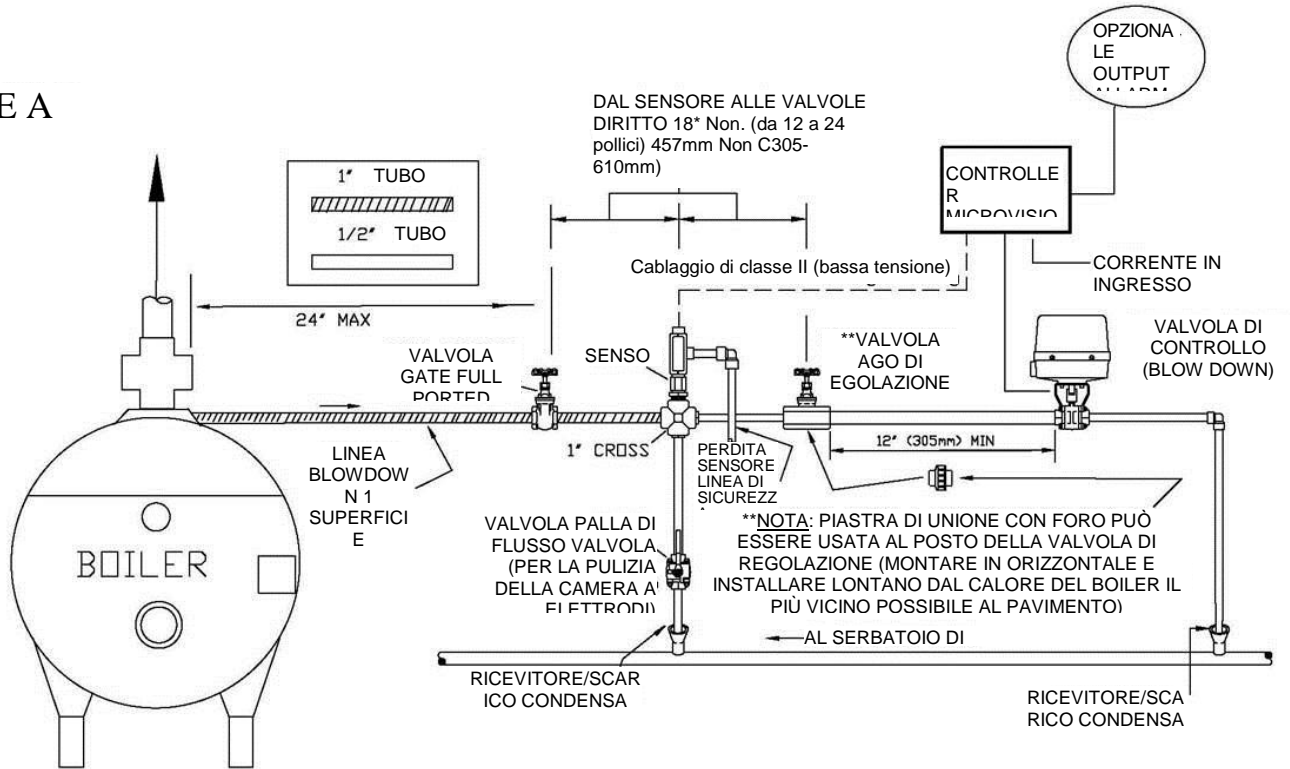 OPZIONA
LE
OUTPUT
E A
DAL SENSORE ALLE VALVOLE
DIRITTO 18" Non. (da 12 a 24
pollici) 457mm Non C305-
610mm)
1" TUBO
1/2" TUBO
CONTROLLE
R
MICROVISIO
Cablaggio di classe II (bassa tensione)
CORRENTE IN
INGRESSO
24" MAX
VALVOLA
GATE FULL
PORTED
SENSO
**VALVOLA
AGO DI
EGOLAZIONE
VALVOLA DI
CONTROLLO
(BLOW DOWN)
1" CROSS
12" (305mm) MIN
LINEA
BLOWDOW
N 1
SUPERFICI
E
PERDITA
SENSORE
LINEA DI
SICUREZZ
VALVOLA PALLA DI
FLUSSO VALVOLA
(PER LA PULIZIA
DELLA CAMERA A
ELETTRODI)
**NOTA: PIASTRA DI UNIONE CON FORO PUÒ
ESSERE USATA AL POSTO DELLA VALVOLA DI
REGOLAZIONE (MONTARE IN ORIZZONTALE E
INSTALLARE LONTANO DAL CALORE DEL BOILER IL
PIÙ VICINO POSSIBILE AL PAVIMENTO)
BOILER
AL SERBATOIO DI
RICEVITORE/SCAR
ICO CONDENSA
RICEVITORE/SCA
RICO CONDENSA